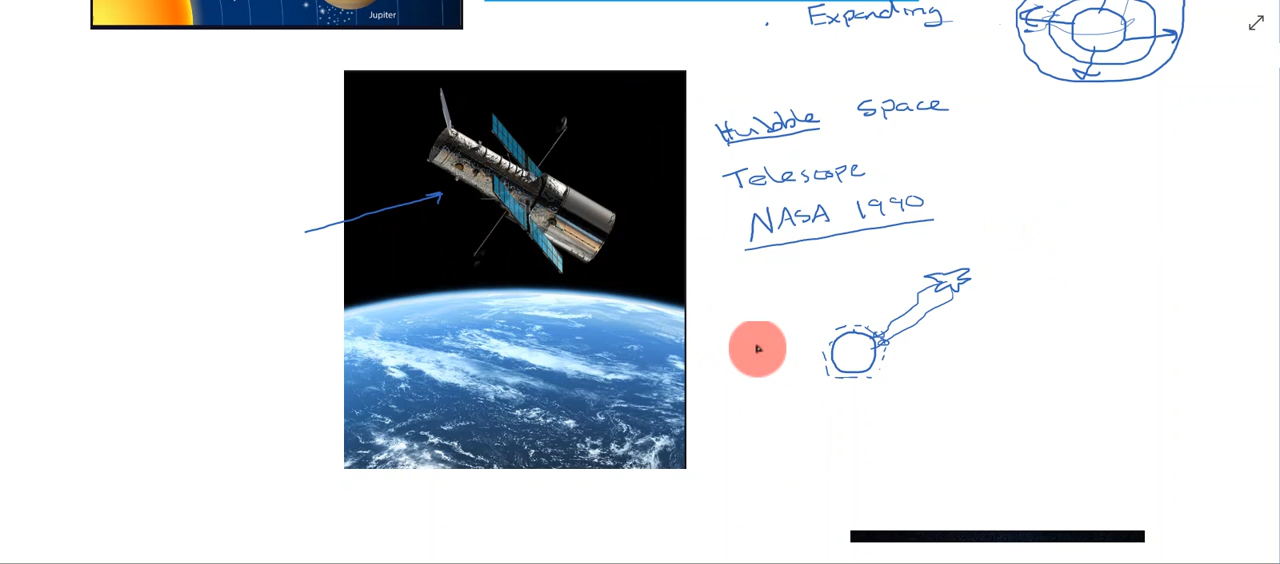 Jupiter
. Expanding
Hubble Space
Telescope
NASA 1990